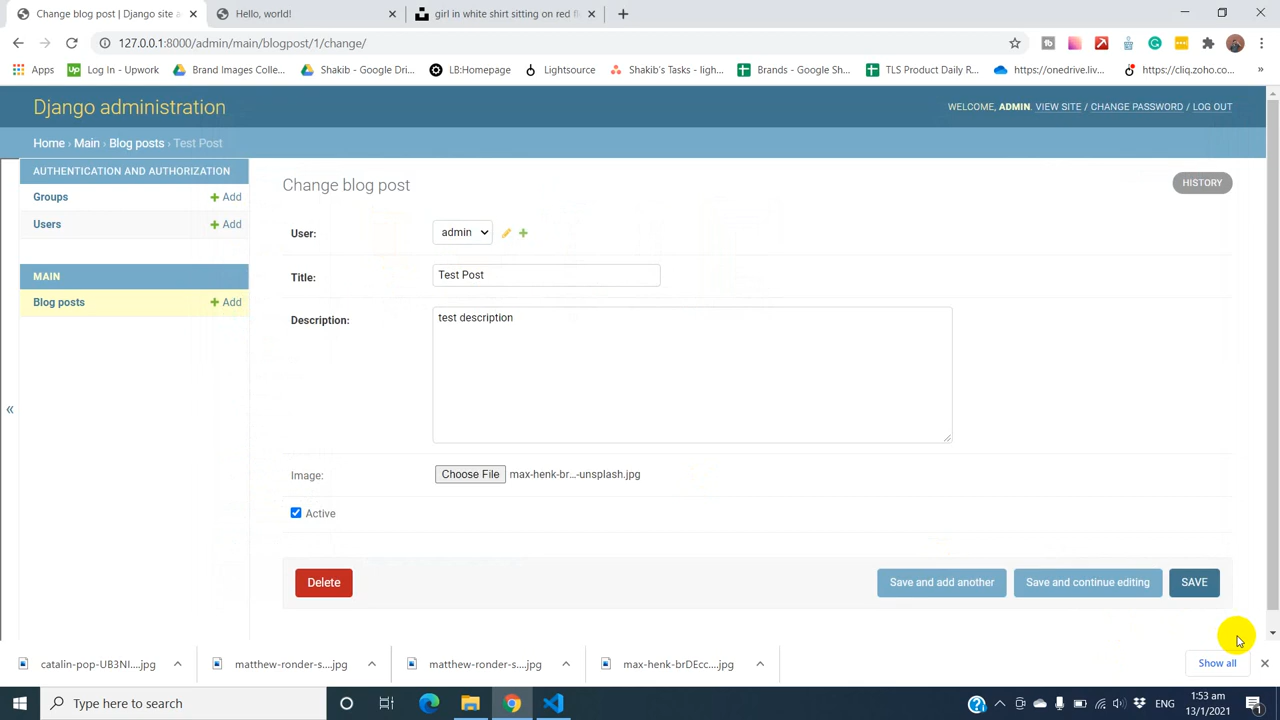 Change blog post | Django site a
Hello, world!
girl in white shirt sitting on red fl
127.0.0.1:8000/admin/main/blogpost/1/change/
Apps
Up Log In - Upwork
Brand Images Colle...
Shakib - Google Dri...
LB:Homepage
Lightsource
Shakib's Tasks - ligh...
Brands - Google Sh...
TLS Product Daily R...
https://onedrive.liv...
https://cliq.zoho.co...
»
Django administration
WELCOME, ADMIN. VIEW SITE / CHANGE PASSWORD / LOG OUT
Home › Main › Blog posts › Test Post
AUTHENTICATION AND AUTHORIZATION
Groups + Add
Users + Add
MAIN
Blog posts + Add
«
Change blog post
HISTORY
User: admin
Title: Test Post
Description: test description
Image: Choose File max-henk-br...-unsplash.jpg
Active
Delete
Save and add another
Save and continue editing
SAVE
catalin-pop-UB3NI....jpg
matthew-ronder-s....jpg
matthew-ronder-s....jpg
max-henk-brDEcc....jpg
Show all
Type here to search
ENG
1:53 am
13/1/2021
1